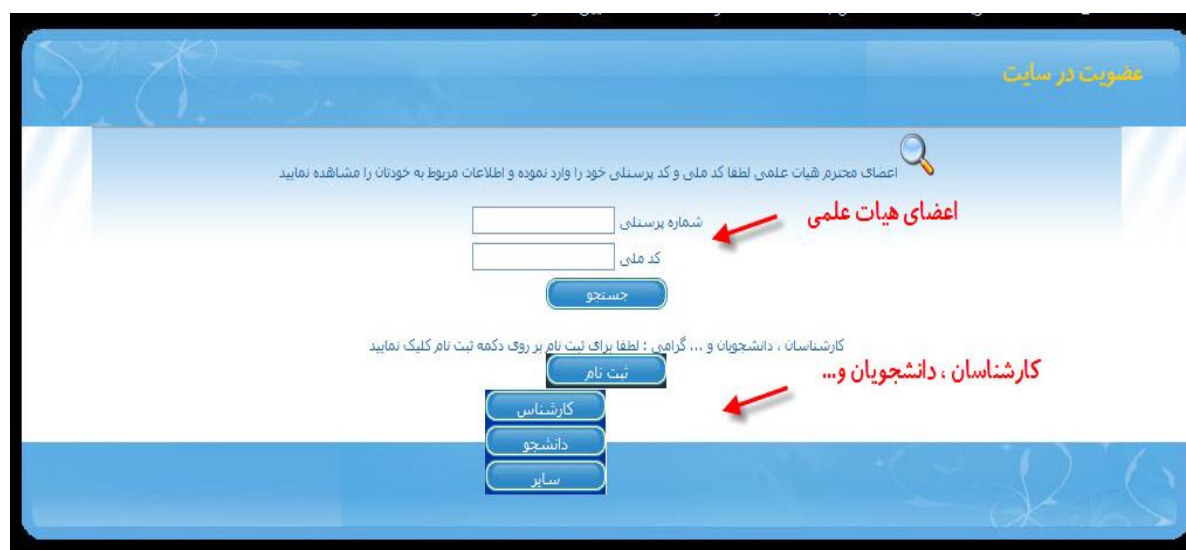 عضویت در سایت
اعضای محترم هیات علمی لطفا کد ملی و کد پرسنلی خود را وارد نموده و اطلاعات مربوط به خودتان را مشاهده نمایید
اعضای هیات علمی
شماره پرسنلی
کد ملی
جستجو
کارشناسان ، دانشجویان و ... گرامی : لطفا برای ثبت نام بر روی دکمه ثبت نام کلیک نمایید
ثبت نام
کارشناسان ، دانشجویان و...
کارشناس
دانشجو
سایر